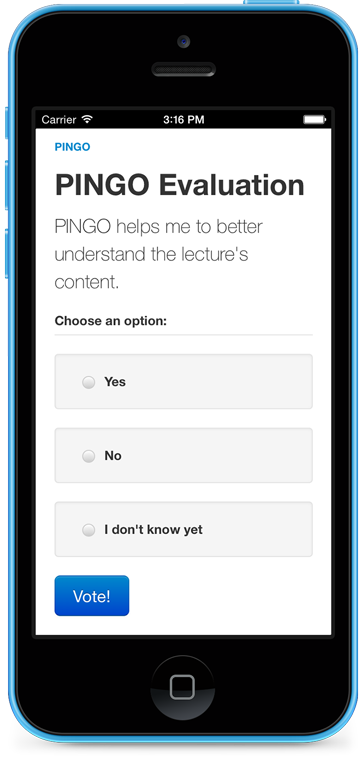 Carrier 3:16 PM
PINGO
PINGO Evaluation
PINGO helps me to better
understand the lecture's
content.
Choose an option:
Yes
No
I don't know yet
Vote!